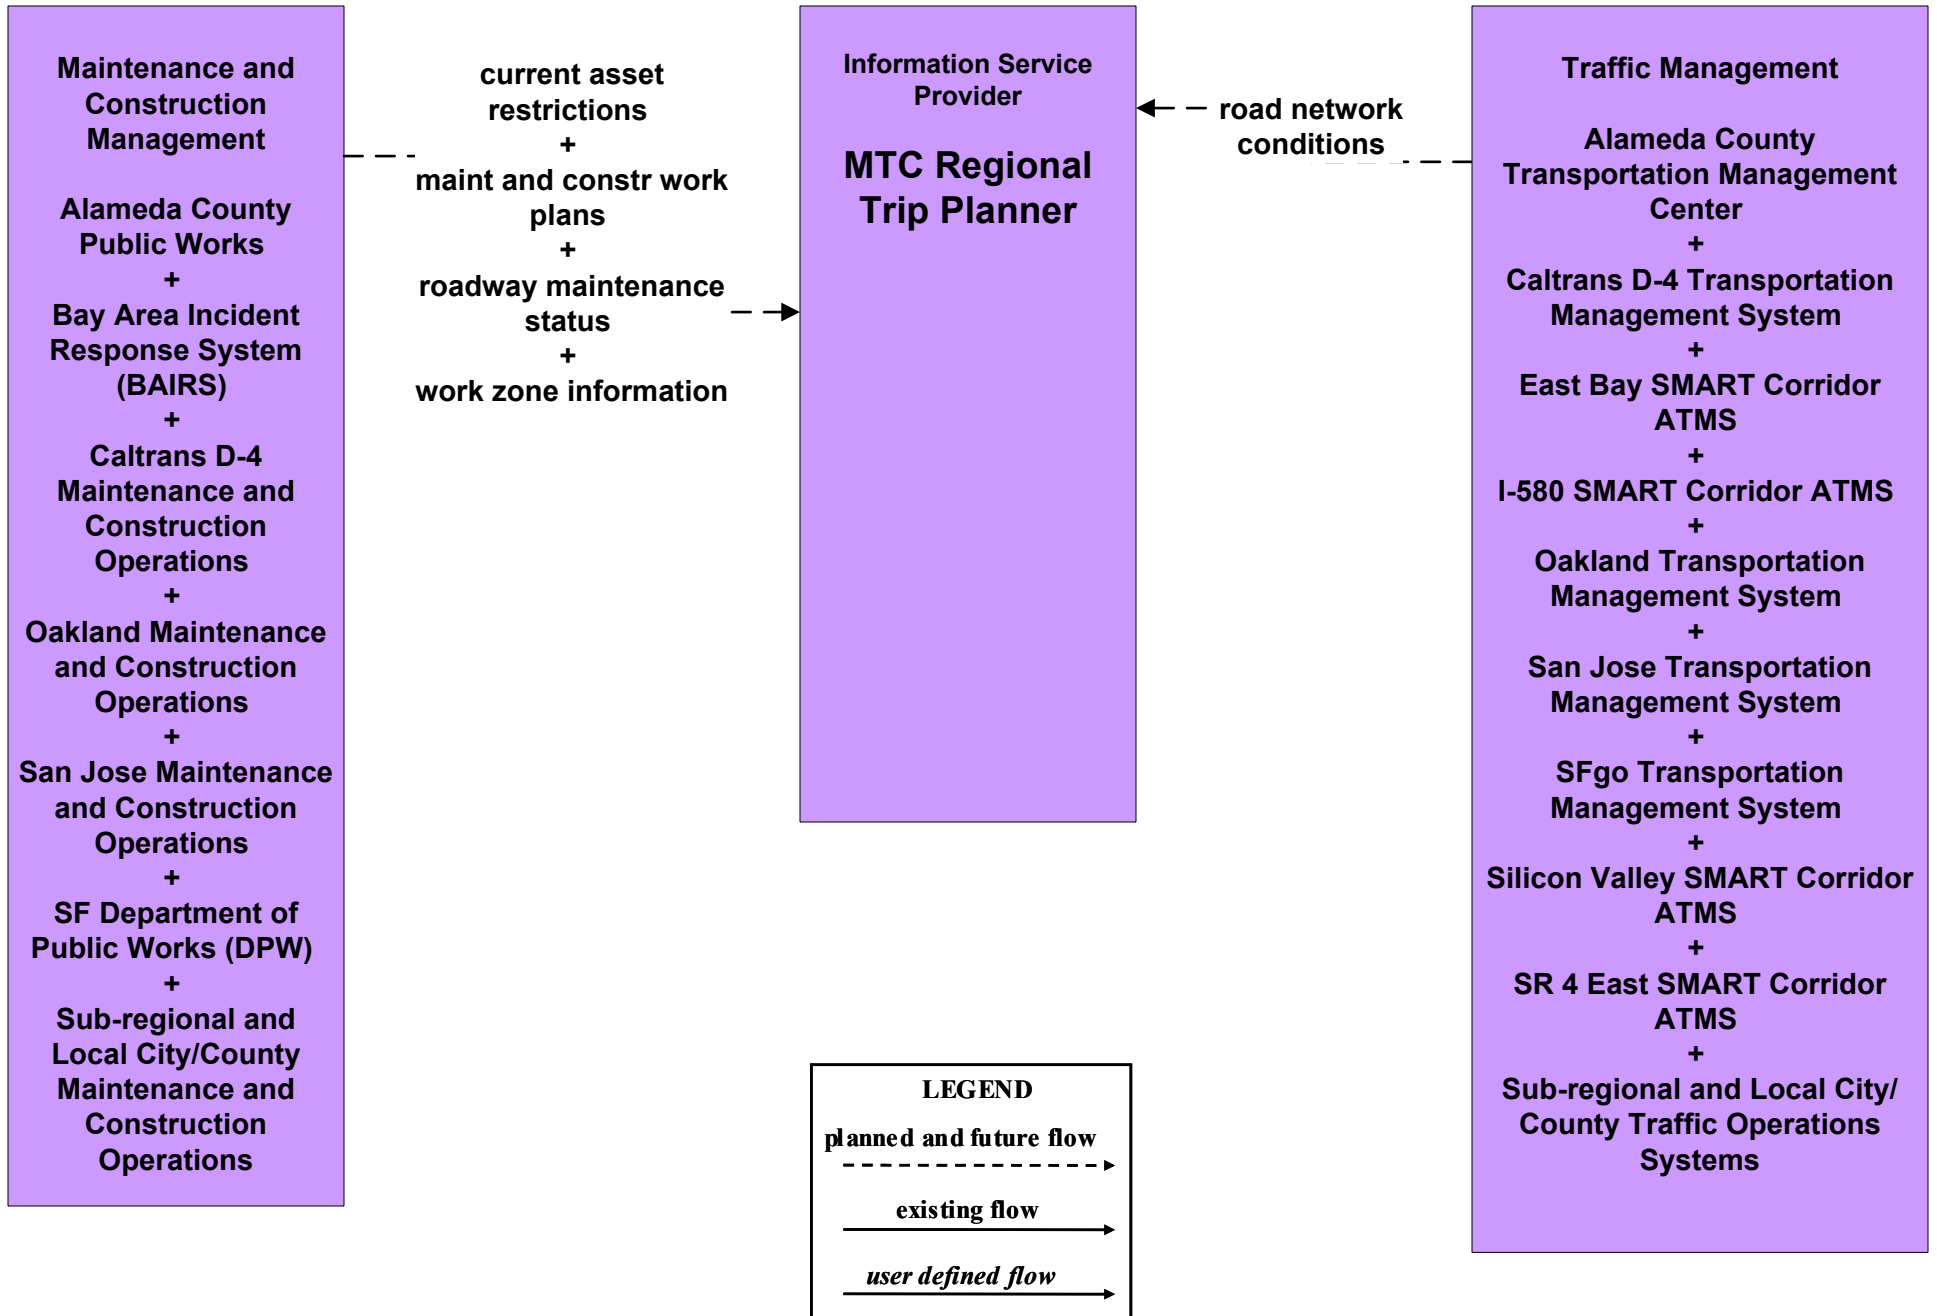 Maintenance and
Construction
Management
Alameda County
Public Works
+
Bay Area Incident
Response System
(BAIRS)
+
Caltrans D-4
Maintenance and
Construction
Operations
+
Oakland Maintenance
and Construction
Operations
+
San Jose Maintenance
and Construction
Operations
+
SF Department of
Public Works (DPW)
+
Sub-regional and
Local City/County
Maintenance and
Construction
Operations
current asset
restrictions
+
maint and constr work
plans
+
roadway maintenance
status
+
work zone information
Information Service
Provider
MTC Regional
Trip Planner
road network
conditions
Traffic Management
Alameda County
Transportation Management
Center
+
Caltrans D-4 Transportation
Management System
+
East Bay SMART Corridor
ATMS
+
I-580 SMART Corridor ATMS
+
Oakland Transportation
Management System
+
San Jose Transportation
Management System
+
SFgo Transportation
Management System
+
Silicon Valley SMART Corridor
ATMS
+
SR 4 East SMART Corridor
ATMS
+
Sub-regional and Local City/
County Traffic Operations
Systems
LEGEND
planned and future flow
existing flow
user defined flow